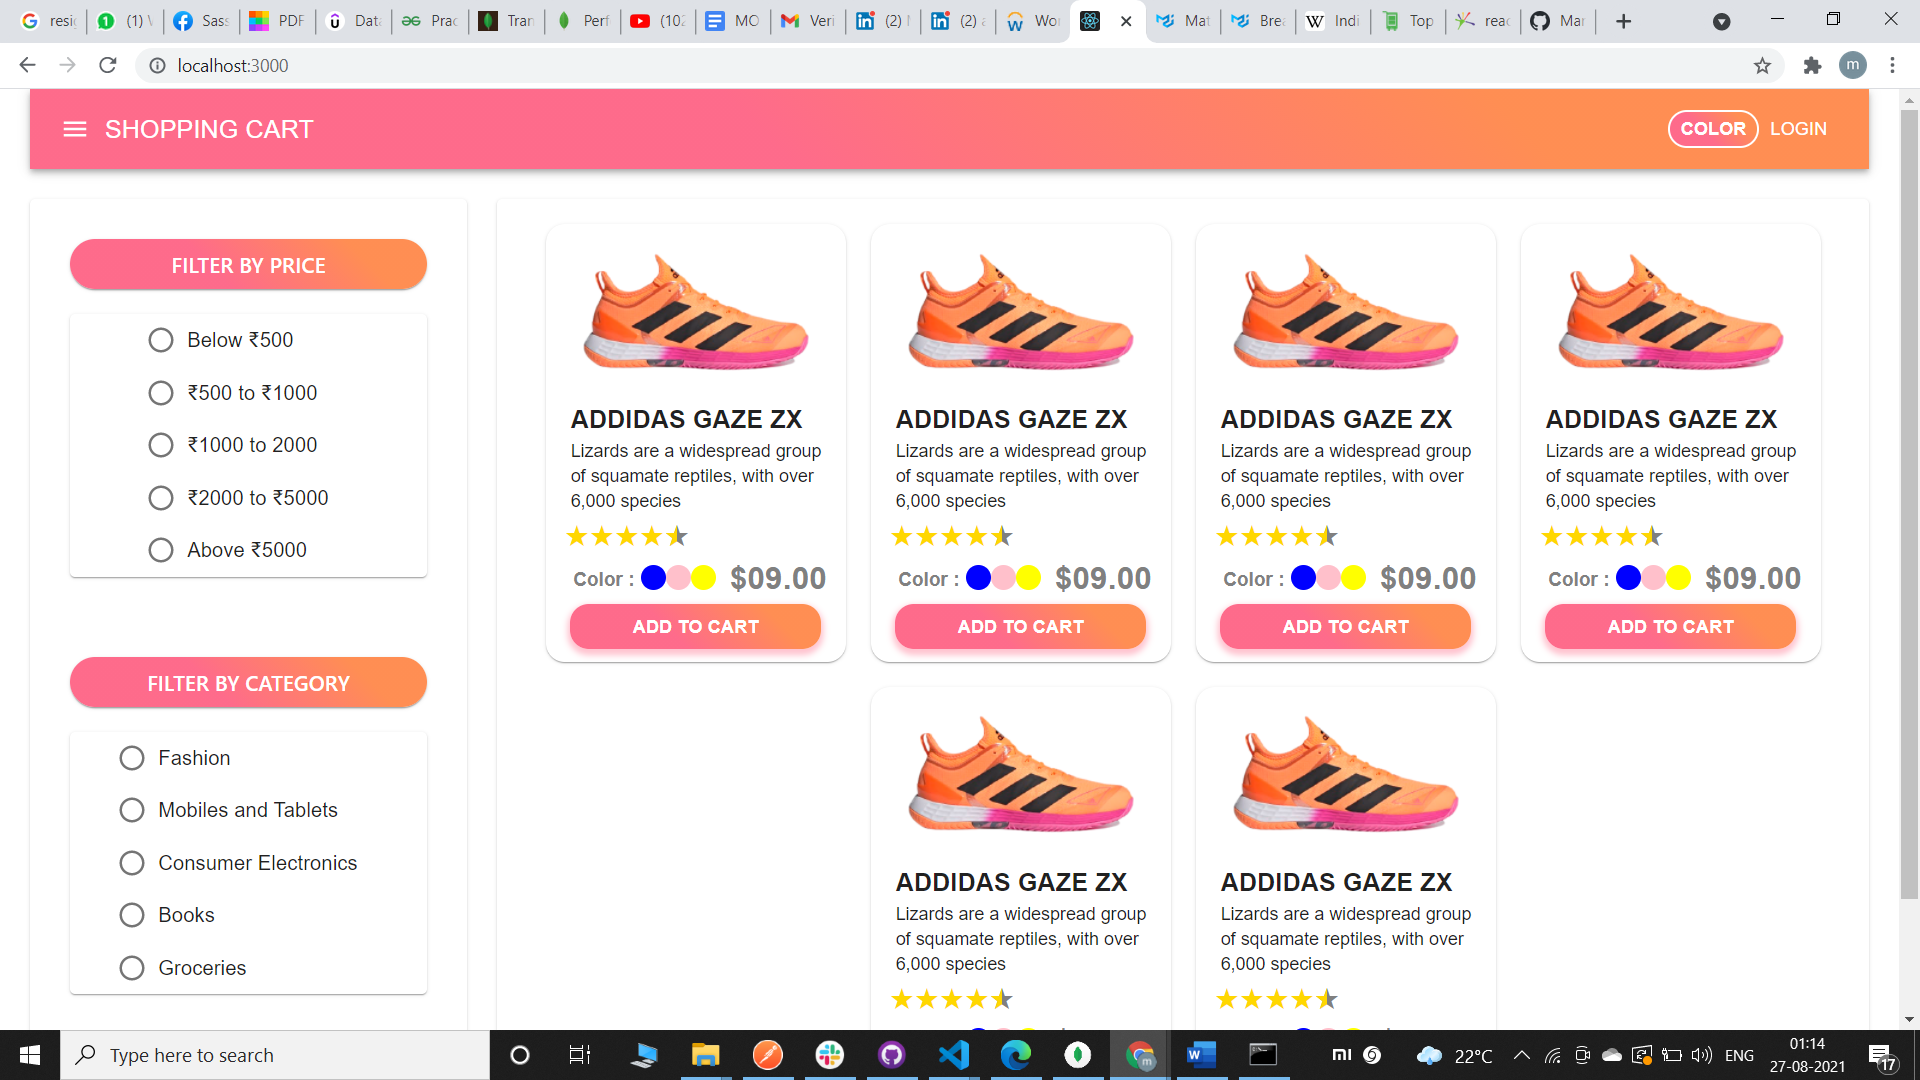 resi
(1) \
Sass
PDF
Data
Prac
Tran
Perf
(102
MO
Veri
(2)
(2) a
Wor
Mat
Brea
Indi
Top
reac
Mar
localhost:3000
m
SHOPPING CART
COLOR
LOGIN
FILTER BY PRICE
Below ₹500
₹500 to ₹1000
₹1000 to 2000
₹2000 to ₹5000
Above ₹5000
FILTER BY CATEGORY
Fashion
Mobiles and Tablets
Consumer Electronics
Books
Groceries
ADDIDAS GAZE ZX
Lizards are a widespread group
of squamate reptiles, with over
6,000 species
Color :
$09.00
ADD TO CART
ADDIDAS GAZE ZX
Lizards are a widespread group
of squamate reptiles, with over
6,000 species
Color :
$09.00
ADD TO CART
ADDIDAS GAZE ZX
Lizards are a widespread group
of squamate reptiles, with over
6,000 species
Color :
$09.00
ADD TO CART
ADDIDAS GAZE ZX
Lizards are a widespread group
of squamate reptiles, with over
6,000 species
Color :
$09.00
ADD TO CART
ADDIDAS GAZE ZX
Lizards are a widespread group
of squamate reptiles, with over
6,000 species
ADDIDAS GAZE ZX
Lizards are a widespread group
of squamate reptiles, with over
6,000 species
Type here to search
22°C
ENG
01:14
27-08-2021
17